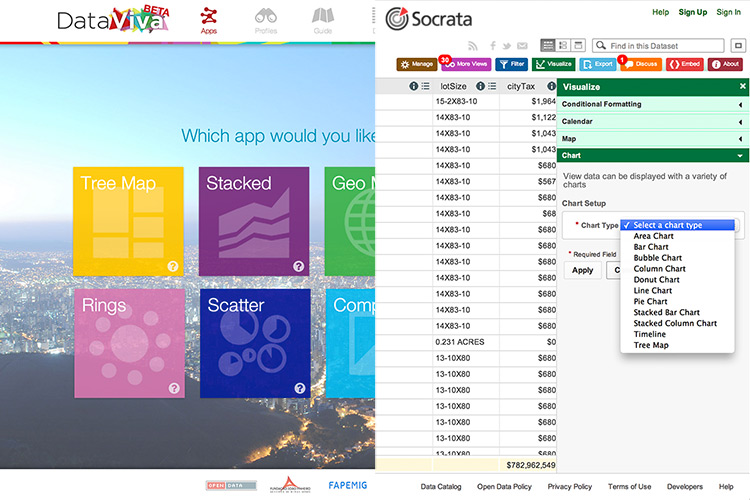 DataViva BETA
Apps
Profiles
Guide
D
Which app would you like
Tree Map
?
Stacked
?
Geo M
Rings
?
Scatter
?
Comp
OPEN DATA
FUNDAÇÃO JOÃO PINHEIRO
FAPEMIG
Socrata
Help Sign Up Sign In
Find in this Dataset
Manage
30
More Views
Filter
Visualize
Export
1
Discuss
Embed
About
lotSize cityTax
15-2X83-10 $1,964
14X83-10 $1,122
14X83-10 $1,043
14X83-10 $1,043
14X83-10 $680
14X83-10 $567
14X83-10 $680
14X83-10 $68
14X83-10 $680
14X83-10 $680
14X83-10 $680
14X83-10 $680
14X83-10 $680
14X83-10 $680
14X83-10 $680
0.231 ACRES $0
13-10X80 $680
13-10X80 $680
13-10X80 $680
13-10X80 $680
13-10X80 $680
13-10X80 $680
13-10X80 $680
$782,962,549
Visualize
Conditional Formatting
Calendar
Map
Chart
View data can be displayed with a variety of
charts
Chart Setup
* Chart Type
✓ Select a chart type
Area Chart
Bar Chart
Bubble Chart
Column Chart
Donut Chart
Line Chart
Pie Chart
Stacked Bar Chart
Stacked Column Chart
Timeline
Tree Map
* Required Field
Apply
C
Data Catalog Open Data Policy Privacy Policy Terms of Use Developers Help